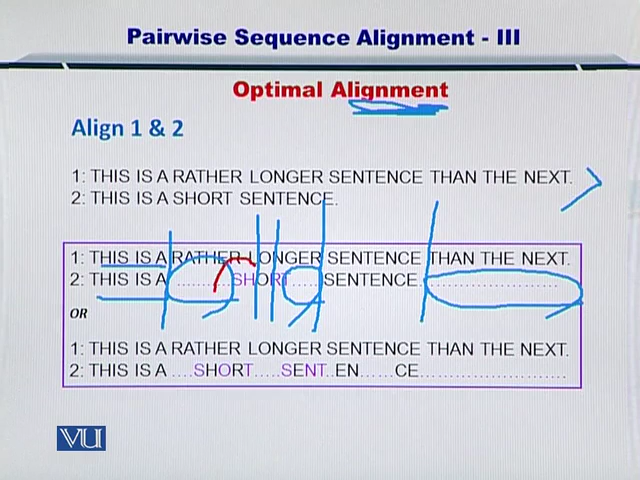 Pairwise Sequence Alignment - III
Optimal Alignment
Align 1 & 2
1: THIS IS A RATHER LONGER SENTENCE THAN THE NEXT.
2: THIS IS A SHORT SENTENCE.
1: THIS IS A RATHER LONGER SENTENCE THAN THE NEXT.
2: THIS IS A ..........SHORT......SENTENCE..........................
OR
1: THIS IS A RATHER LONGER SENTENCE THAN THE NEXT.
2: THIS IS A ....SHORT.....SENT..EN......CE..........................
VU